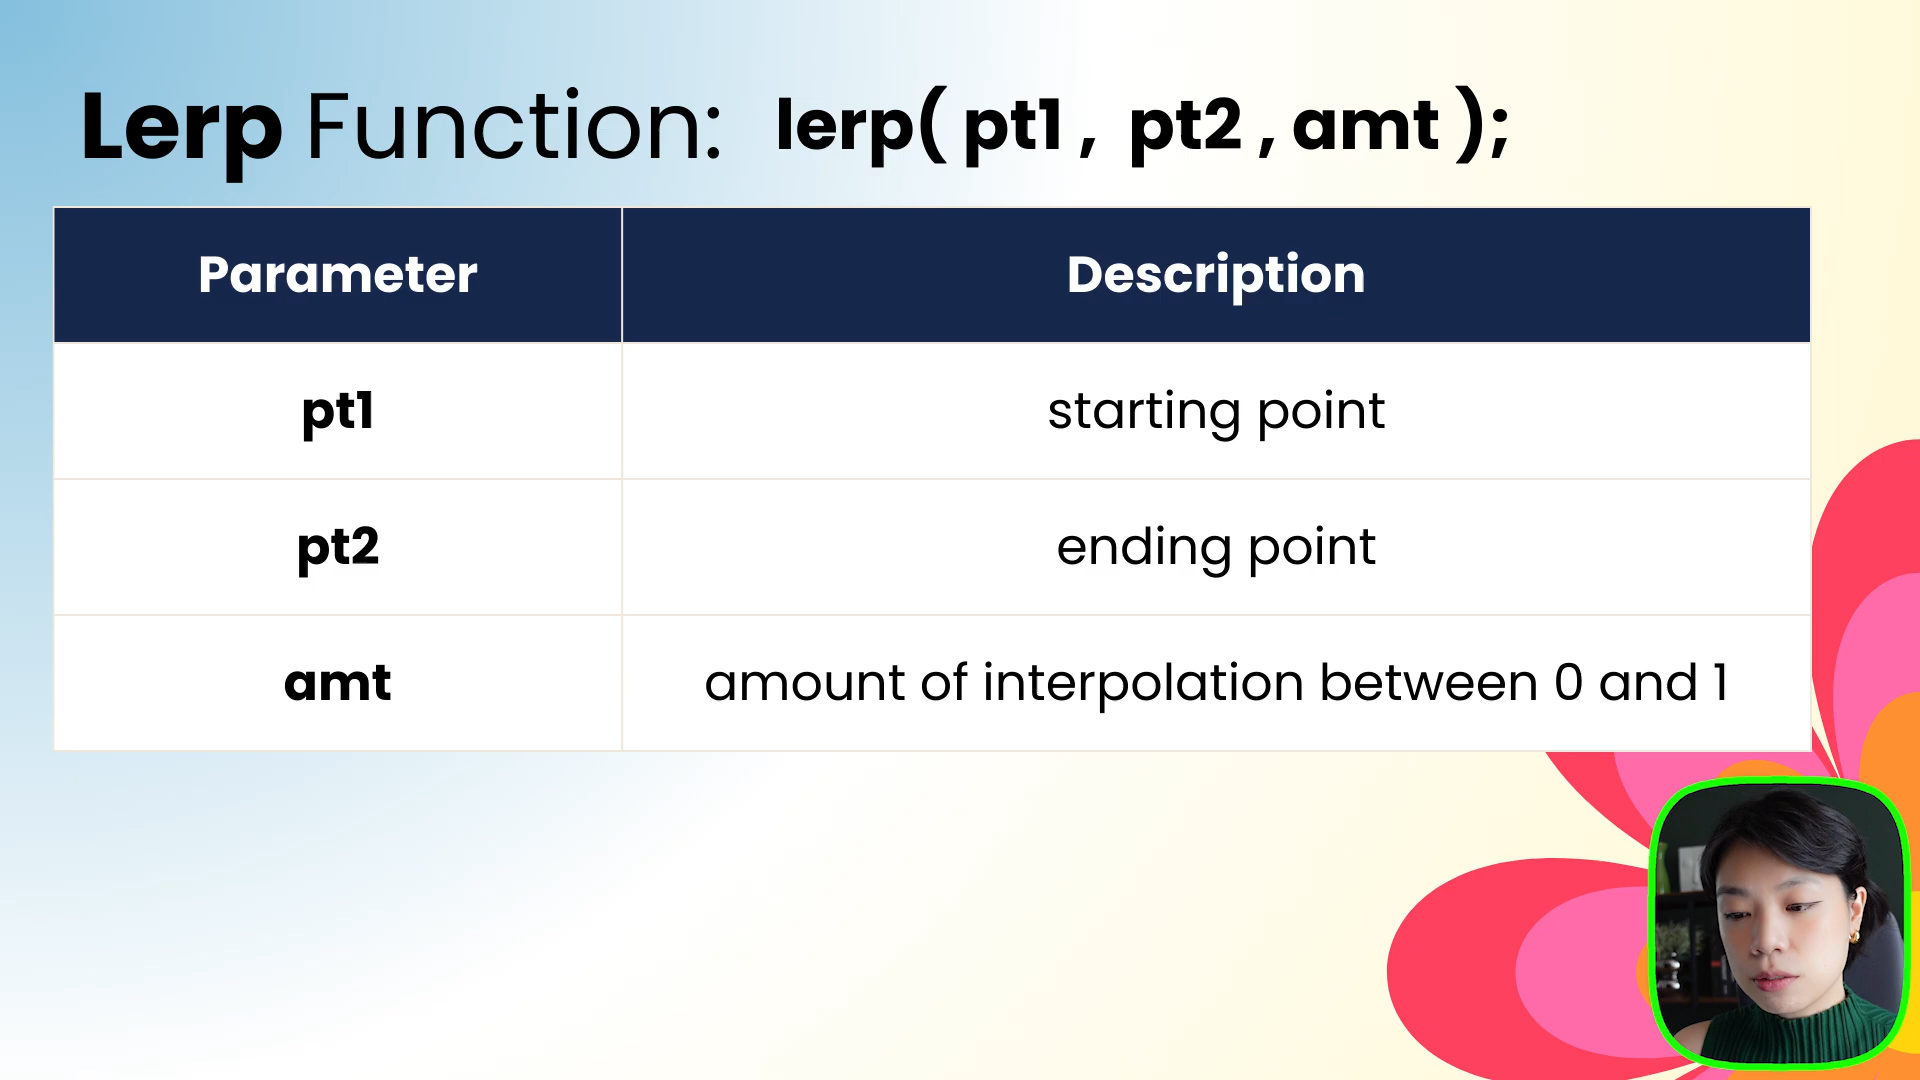 Lerp Function: lerp( pt1 , pt2 , amt );
Parameter Description
pt1 starting point
pt2 ending point
amt amount of interpolation between 0 and 1